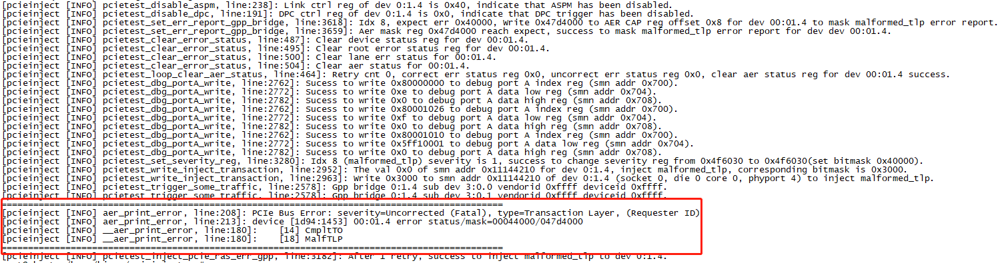 [pcieinject [INFO] pcietest_disable_aspm, line:238]: Link ctrl reg of dev 0:1.4 is 0x40, indicate that ASPM has been disabled.
[pcieinject [INFO] pcietest_disable_dpc, line:191]: DPC ctrl reg of dev 0:1.4 is 0x0, indicate that DPC trigger has been disabled.
[pcieinject [INFO] pcietest_set_err_report_gpp_bridge, line:3618]: Idx 8, expect err 0x40000, Write 0x47d4000 to AER CAP reg offset 0x8 for dev 00:01.4 to mask malformed_tlp error report.
[pcieinject [INFO] pcietest_set_err_report_gpp_bridge, line:3659]: Aer mask reg 0x47d4000 reach expect, success to mask malformed_tlp error report for dev dev 00:01.4.
[pcieinject [INFO] pcietest_clear_error_status, line:487]: Clear device status reg for dev 00:01.4.
[pcieinject [INFO] pcietest_clear_error_status, line:495]: Clear root error status reg for dev 00:01.4.
[pcieinject [INFO] pcietest_clear_error_status, line:500]: Clear lane err status for 00:01.4.
[pcieinject [INFO] pcietest_clear_error_status, line:504]: Clear aer status for 00:01.4.
[pcieinject [INFO] pcietest_loop_clear_aer_status, line:464]: Retry cnt 0, correct err status reg 0x0, uncorrect err status reg 0x0, clear aer status reg for dev 00:01.4 success.
[pcieinject [INFO] pcietest_dbg_portA_write, line:2762]: Sucess to write 0x80000000 to debug port A index reg (smn addr 0x700).
[pcieinject [INFO] pcietest_dbg_portA_write, line:2772]: Sucess to write 0xe to debug port A data low reg (smn addr 0x704).
[pcieinject [INFO] pcietest_dbg_portA_write, line:2782]: Sucess to write 0x0 to debug port A data high reg (smn addr 0x708).
[pcieinject [INFO] pcietest_dbg_portA_write, line:2762]: Sucess to write 0x80001026 to debug port A index reg (smn addr 0x700).
[pcieinject [INFO] pcietest_dbg_portA_write, line:2772]: Sucess to write 0xf to debug port A data low reg (smn addr 0x704).
[pcieinject [INFO] pcietest_dbg_portA_write, line:2782]: Sucess to write 0x0 to debug port A data high reg (smn addr 0x708).
[pcieinject [INFO] pcietest_dbg_portA_write, line:2762]: Sucess to write 0x80001010 to debug port A index reg (smn addr 0x700).
[pcieinject [INFO] pcietest_dbg_portA_write, line:2772]: Sucess to write 0x5ff10001 to debug port A data low reg (smn addr 0x704).
[pcieinject [INFO] pcietest_dbg_portA_write, line:2782]: Sucess to write 0x0 to debug port A data high reg (smn addr 0x708).
[pcieinject [INFO] pcietest_set_severity_reg, line:3280]: Idx 8 (malformed_tlp) severity is 1, success to change severity reg from 0x4f6030 to 0x4f6030(set bitmask 0x40000).
[pcieinject [INFO] pcietest_write_inject_transaction, line:2952]: The val 0x0 of smn addr 0x11144210 for dev 0:1.4, inject malformed_tlp, corresponding bitmask is 0x3000.
[pcieinject [INFO] pcietest_write_inject_transaction, line:2963]: Write 0x3000 to smn addr 0x11144210 of dev 0:1.4 (socket 0, die 0 core 0, phyport 4) to inject malformed_tlp.
[pcieinject [INFO] pcietest_trigger_some_traffic, line:2578]: Gpp bridge 0:1.4 sub dev 3:0.0 vendorid 0xffff deviceid 0xffff.
[pcieinject [INFO] pcietest_trigger_some_traffic, line:2578]: Gpp bridge 0:1.4 sub dev 3:0.1 vendorid 0xffff deviceid 0xffff.
[pcieinject [INFO] aer_print_error, line:208]: PCIe Bus Error: severity=Uncorrected (Fatal), type=Transaction Layer, (Requester ID)
[pcieinject [INFO] aer_print_error, line:213]: device [1d94:1453] 00:01.4 error status/mask=00044000/047d4000
[pcieinject [INFO] __aer_print_error, line:180]: [14] CmpltTO
[pcieinject [INFO] __aer_print_error, line:180]: [18] MalfTLP
[pcieinject [INFO] pcietest_inject_pcie_ras_err_gpp, line:3182]: After 1 retry, success to inject malformed_tlp to dev 0:1.4.